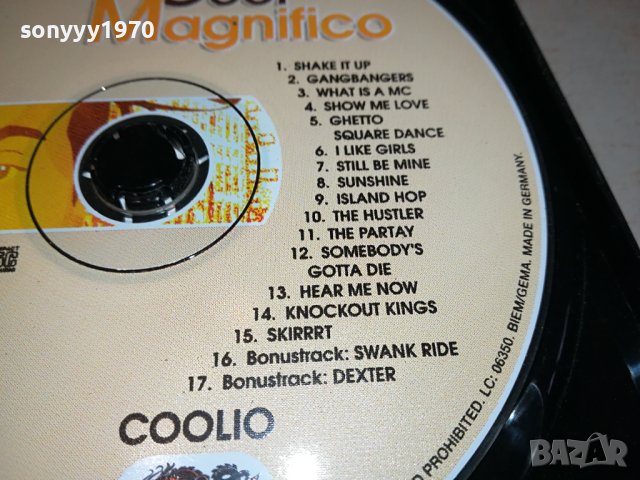 sonyyy1970
Magnifico
1. SHAKE IT UP
2. GANGBANGERS
3. WHAT IS A MC
4. SHOW ME LOVE
5. GHETTO
SQUARE DANCE
6. I LIKE GIRLS
7. STILL BE MINE
8. SUNSHINE
9. ISLAND HOP
10. THE HUSTLER
11. THE PARTAY
12. SOMEBODY'S
GOTTA DIE
13. HEAR ME NOW
14. KNOCKOUT KINGS
15. SKIRRRT
16. Bonustrack: SWANK RIDE
17. Bonustrack: DEXTER
COOLIO
PROHIBITED. LC: 06350. BIEM/GEMA. MADE IN GERMANY.
BAZAR